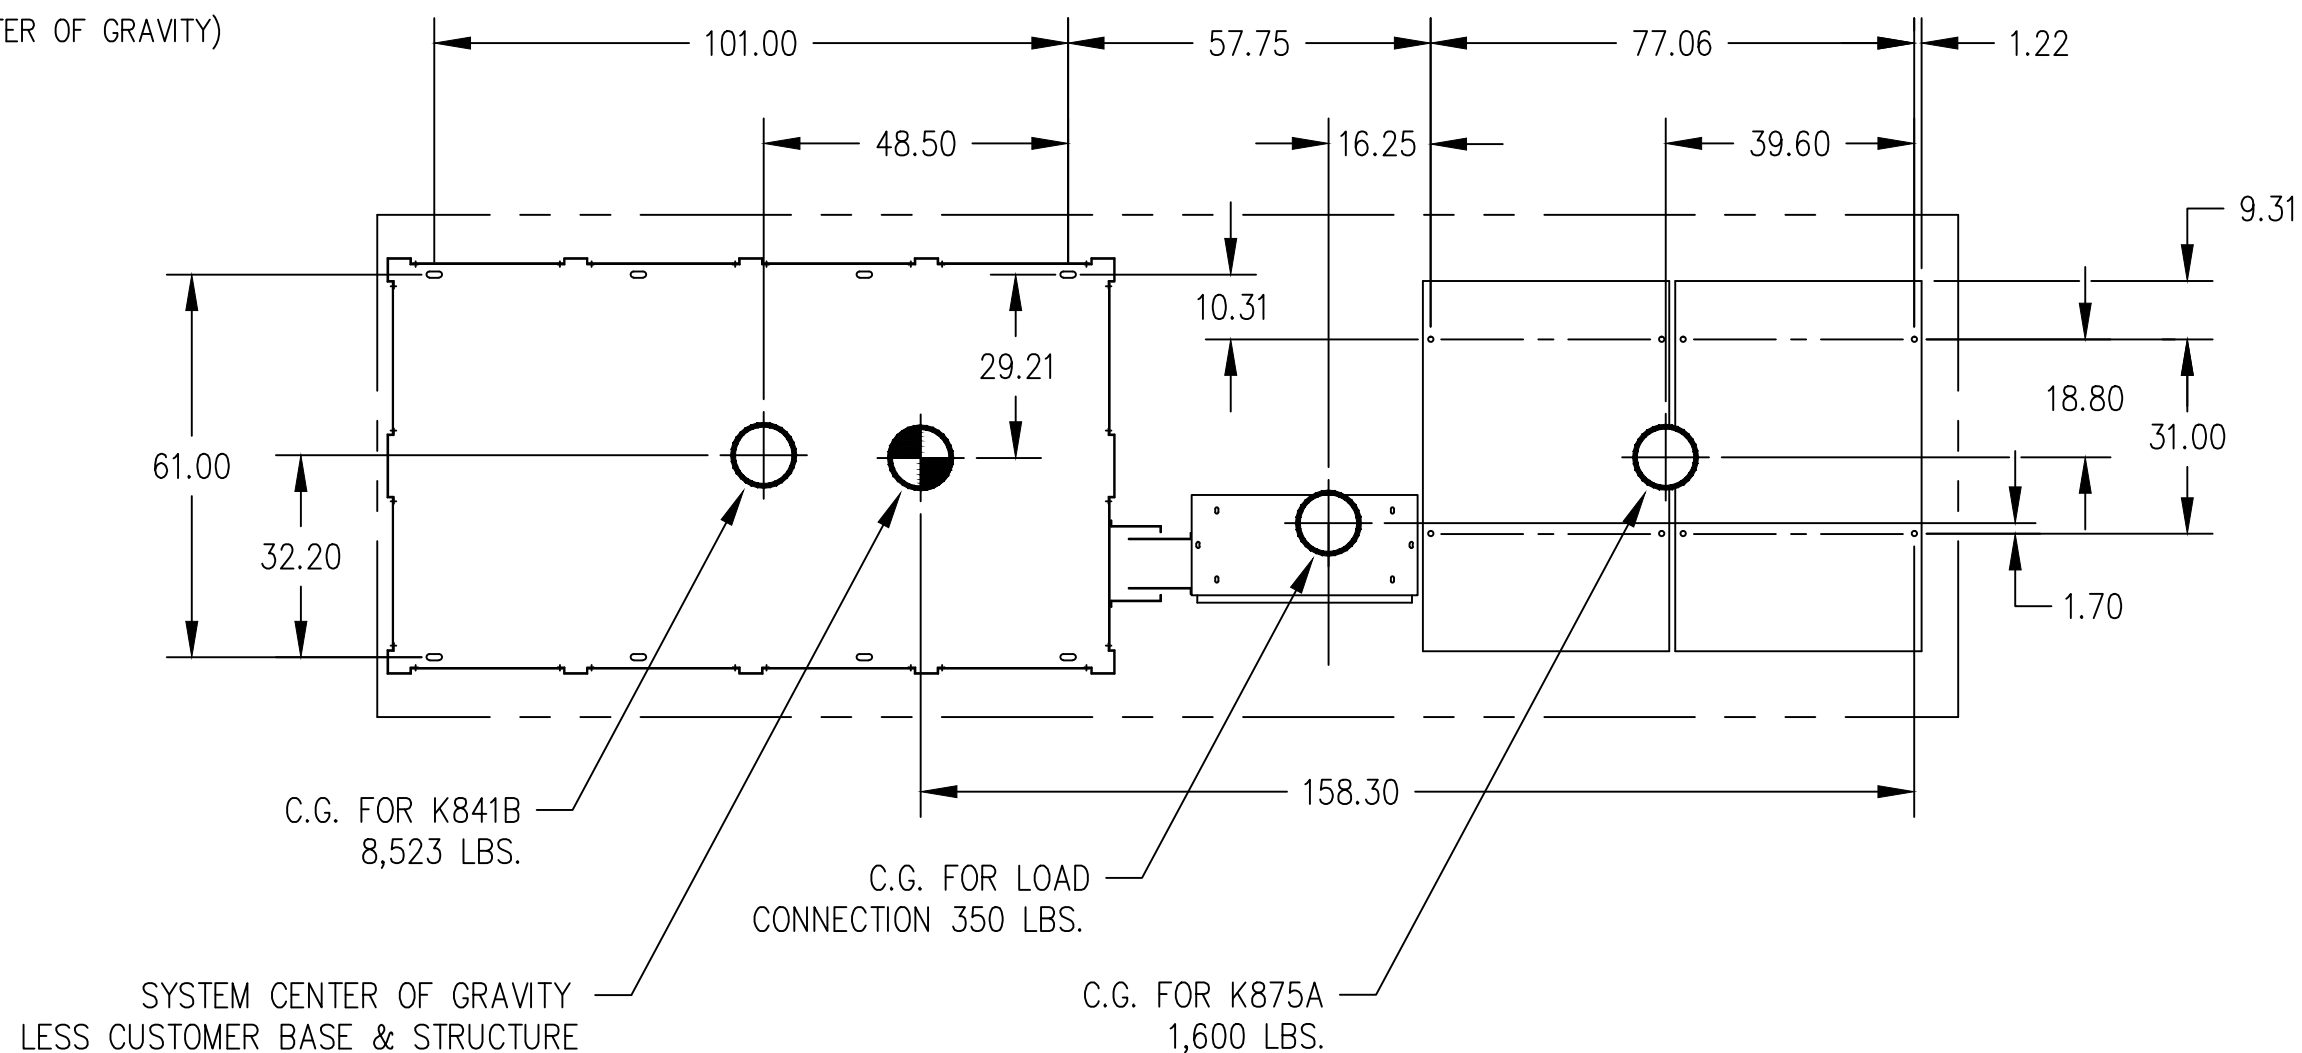 OF GRAVITY)
101.00
57.75
77.06
1.22
48.50
16.25
39.60
9.31
10.31
29.21
18.80
31.00
61.00
32.20
1.70
158.30
C.G. FOR K841B
8,523 LBS.
C.G. FOR LOAD
CONNECTION 350 LBS.
SYSTEM CENTER OF GRAVITY
LESS CUSTOMER BASE & STRUCTURE
C.G. FOR K875A
1,600 LBS.